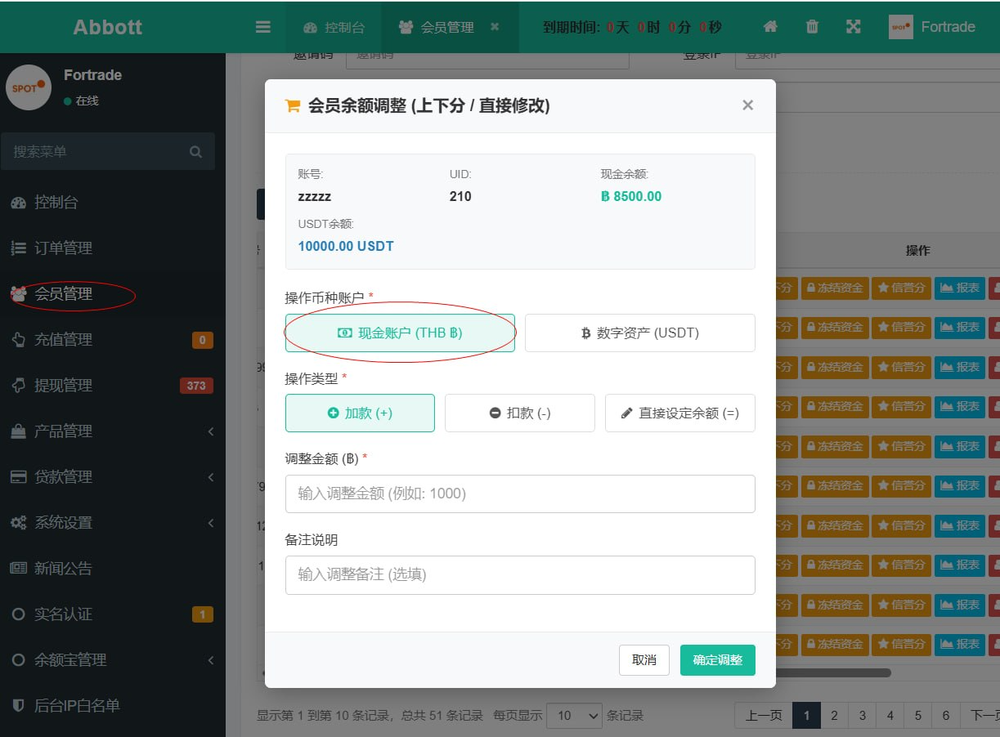 Abbott
控制台
会员管理
到期时间: 0天 0时 0分 0秒
SPOT
Fortrade
SPOT
Fortrade
在线
搜索菜单
控制台
订单管理
会员管理
充值管理 0
提现管理 373
产品管理
贷款管理
系统设置
新闻公告
实名认证 1
余额宝管理
后台IP白名单
邀请码 邀请码 登录IP 登录IP
会员余额调整 (上下分 / 直接修改)
账号: UID: 现金余额:
zzzzz 210 ฿ 8500.00
USDT余额:
10000.00 USDT
操作币种账户 *
现金账户 (THB ฿) 数字资产 (USDT)
操作类型 *
加款 (+) 扣款 (-) 直接设定余额 (=)
调整金额 (฿) *
输入调整金额 (例如: 1000)
备注说明
输入调整备注 (选填)
取消 确定调整
操作
分 冻结资金 信誉分 报表
分 冻结资金 信誉分 报表
分 冻结资金 信誉分 报表
分 冻结资金 信誉分 报表
分 冻结资金 信誉分 报表
分 冻结资金 信誉分 报表
分 冻结资金 信誉分 报表
分 冻结资金 信誉分 报表
分 冻结资金 信誉分 报表
分 冻结资金 信誉分 报表
显示第 1 到第 10 条记录，总共 51 条记录 每页显示 10 条记录
上一页 1 2 3 4 5 6 下一页